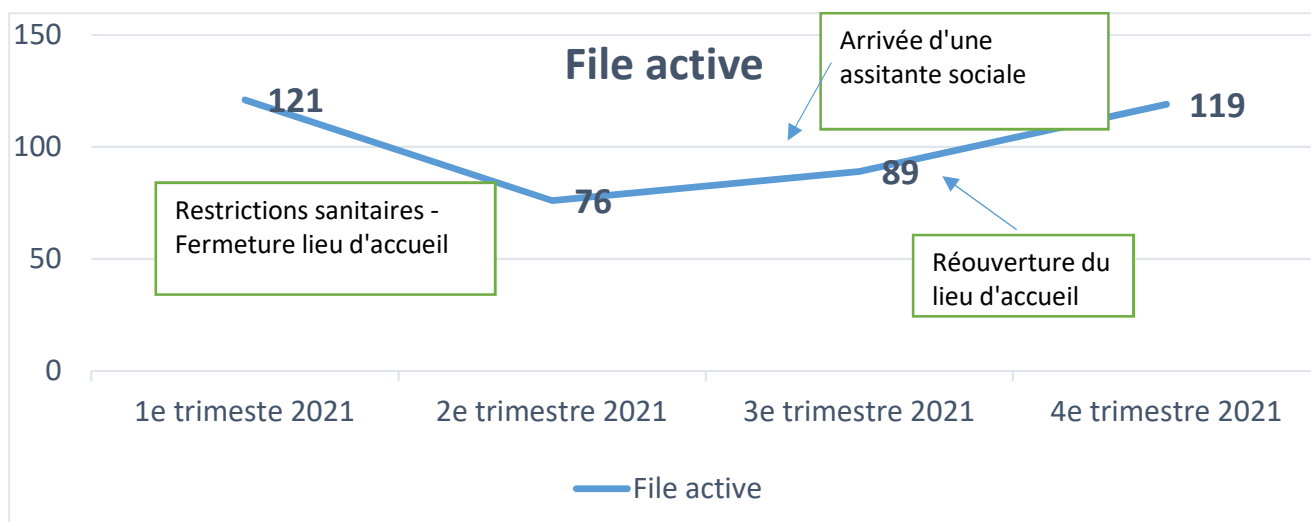 File active
150
100
50
0
121
76
89
119
Arrivée d'une
assitante sociale
Restrictions sanitaires -
Fermeture lieu d'accueil
Réouverture du
lieu d'accueil
1e trimeste 2021
2e trimestre 2021
3e trimestre 2021
4e trimestre 2021
File active